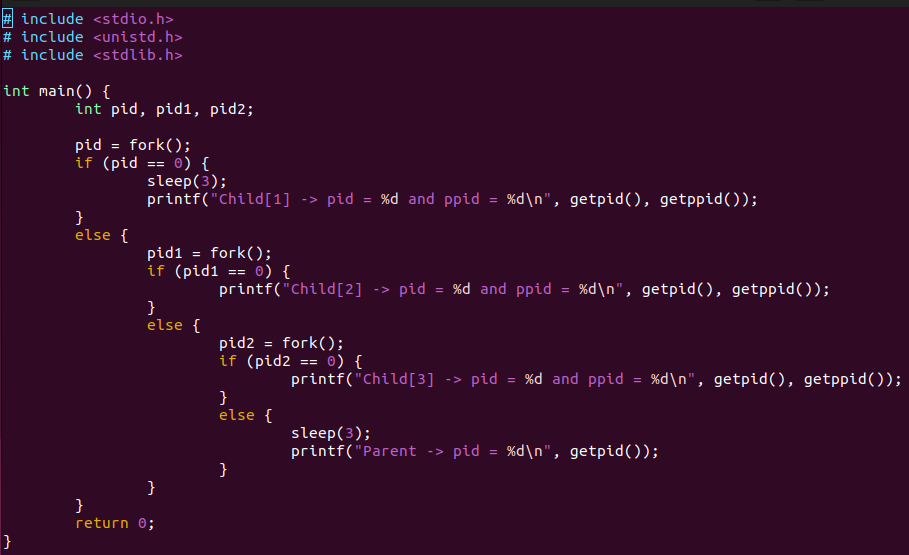 # include <stdio.h>
# include <unistd.h>
# include <stdlib.h>

int main() {
        int pid, pid1, pid2;

        pid = fork();
        if (pid == 0) {
                sleep(3);
                printf("Child[1] -> pid = %d and ppid = %d\n", getpid(), getppid());
        }
        else {
                pid1 = fork();
                if (pid1 == 0) {
                        printf("Child[2] -> pid = %d and ppid = %d\n", getpid(), getppid());
                }
                else {
                        pid2 = fork();
                        if (pid2 == 0) {
                                printf("Child[3] -> pid = %d and ppid = %d\n", getpid(), getppid());
                        }
                        else {
                                sleep(3);
                                printf("Parent -> pid = %d\n", getpid());
                        }
                }
        }
        return 0;
}